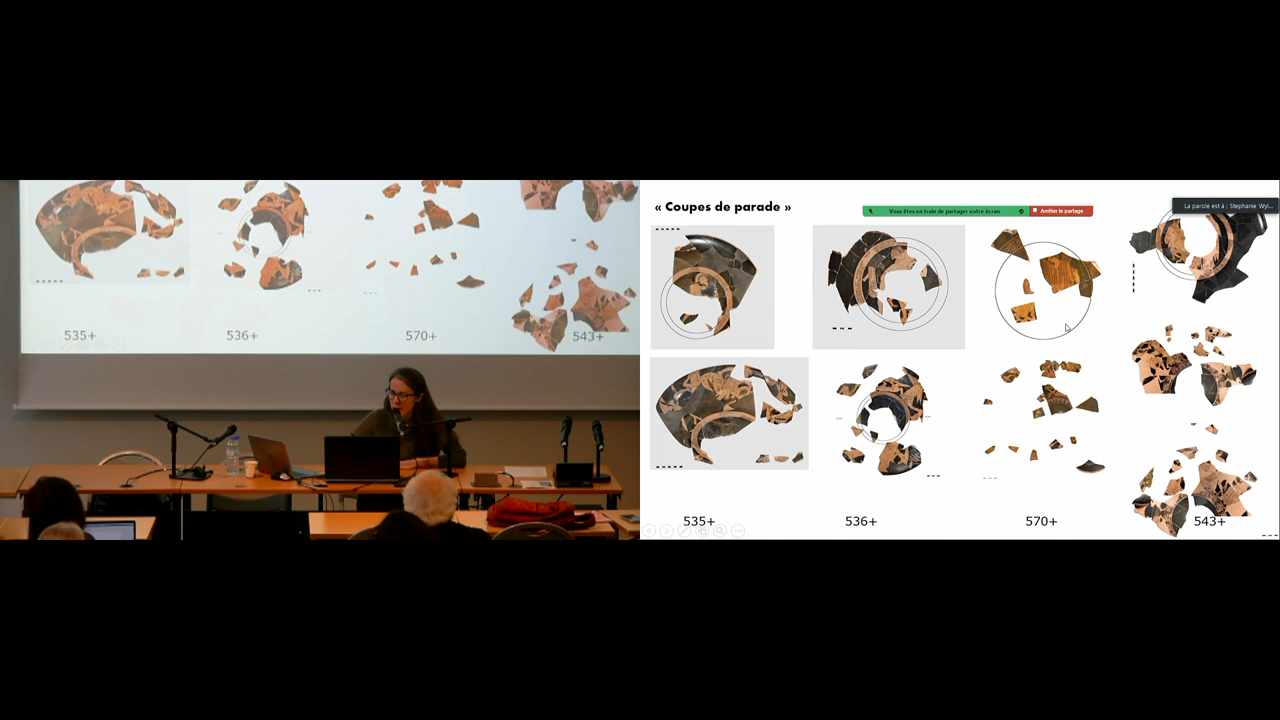 535+
536+
570+
543+
« Coupes de parade »
Vous êtes en train de partager votre écran
Arrêter le partage
La parole est à : Stephanie Wyl...
535+
536+
570+
543+